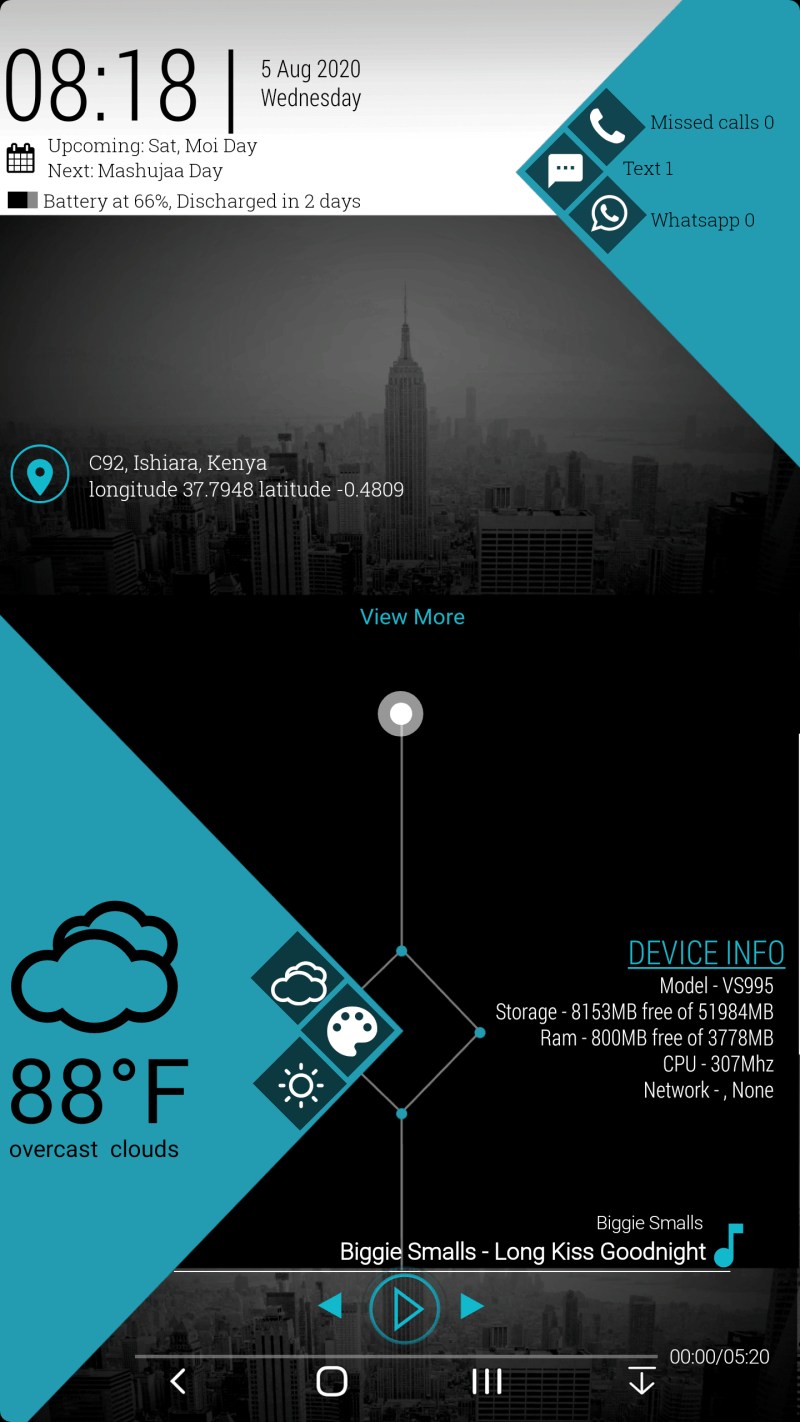 08:18
5 Aug 2020
Wednesday
Upcoming: Sat, Moi Day
Next: Mashujaa Day
Battery at 66%, Discharged in 2 days
Missed calls 0
Text 1
Whatsapp 0
C92, Ishiara, Kenya
longitude 37.7948 latitude -0.4809
View More
88°F
overcast clouds
DEVICE INFO
Model - VS995
Storage - 8153MB free of 51984MB
Ram - 800MB free of 3778MB
CPU - 307Mhz
Network - , None
Biggie Smalls
Biggie Smalls - Long Kiss Goodnight
00:00/05:20